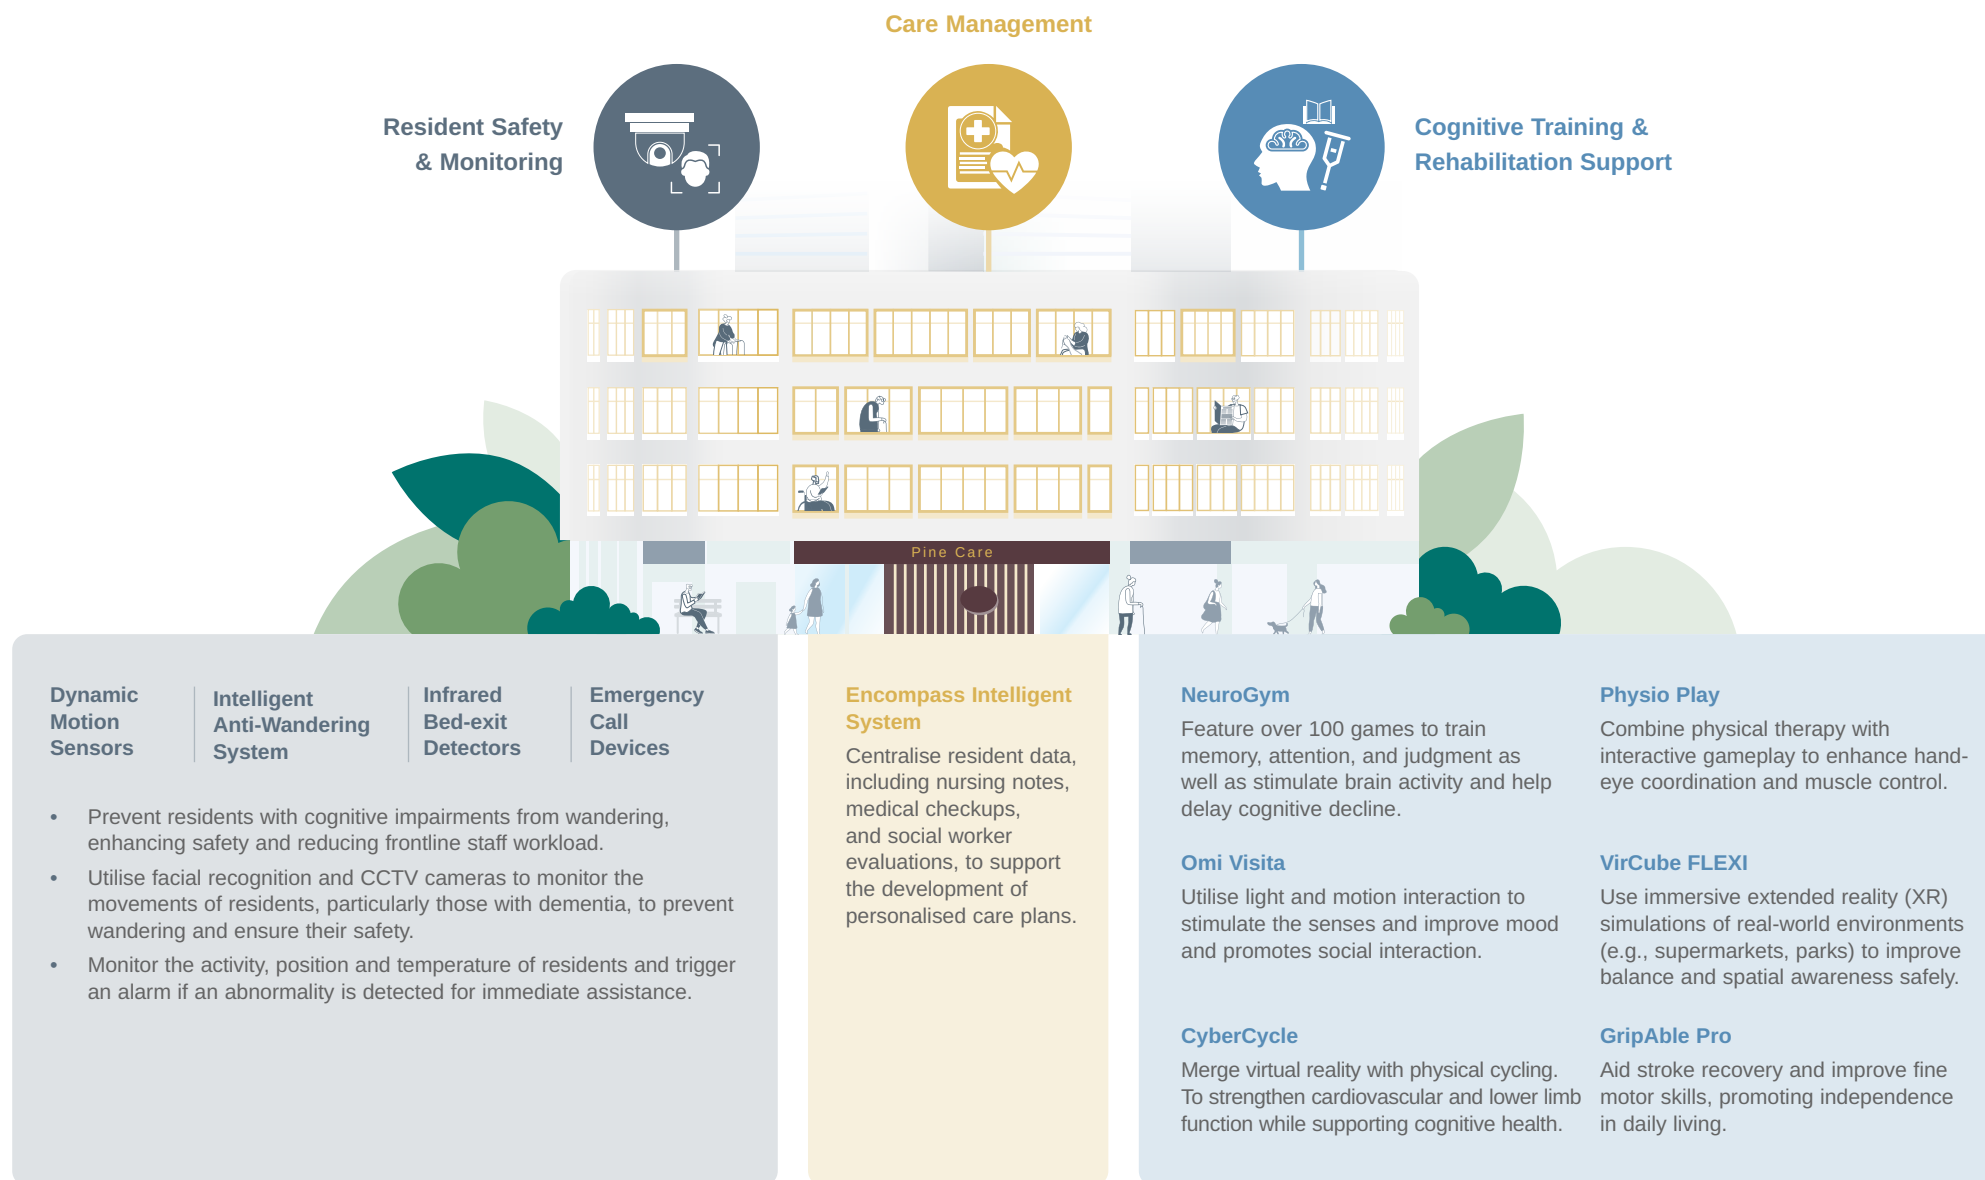 Care Management
Resident Safety
& Monitoring
Cognitive Training &
Rehabilitation Support
Pine Care
Dynamic
Motion
Sensors
Intelligent
Anti-Wandering
System
Infrared
Bed-exit
Detectors
Emergency
Call
Devices
• Prevent residents with cognitive impairments from wandering,
enhancing safety and reducing frontline staff workload.
• Utilise facial recognition and CCTV cameras to monitor the
movements of residents, particularly those with dementia, to prevent
wandering and ensure their safety.
• Monitor the activity, position and temperature of residents and trigger
an alarm if an abnormality is detected for immediate assistance.
Encompass Intelligent
System
Centralise resident data,
including nursing notes,
medical checkups,
and social worker
evaluations, to support
the development of
personalised care plans.
NeuroGym
Feature over 100 games to train
memory, attention, and judgment as
well as stimulate brain activity and help
delay cognitive decline.
Physio Play
Combine physical therapy with
interactive gameplay to enhance hand-
eye coordination and muscle control.
Omi Visita
Utilise light and motion interaction to
stimulate the senses and improve mood
and promotes social interaction.
VirCube FLEXI
Use immersive extended reality (XR)
simulations of real-world environments
(e.g., supermarkets, parks) to improve
balance and spatial awareness safely.
CyberCycle
Merge virtual reality with physical cycling.
To strengthen cardiovascular and lower limb
function while supporting cognitive health.
GripAble Pro
Aid stroke recovery and improve fine
motor skills, promoting independence
in daily living.